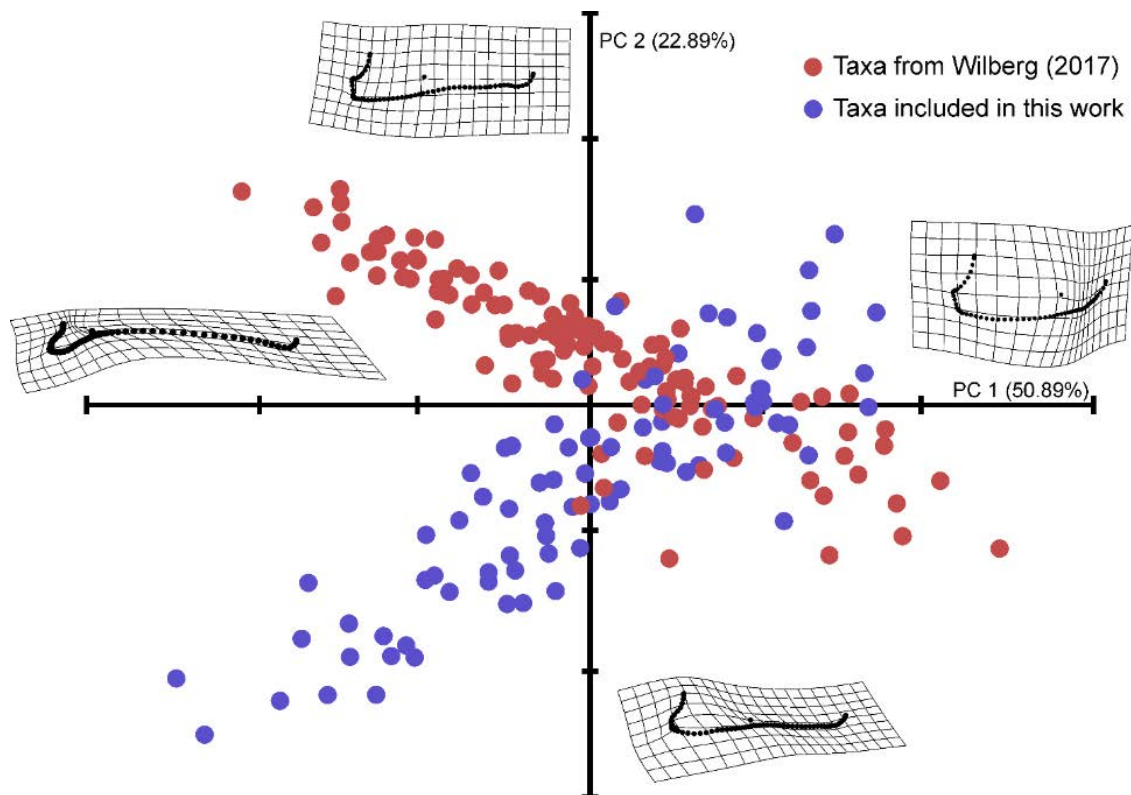 PC 2 (22.89%)
Taxa from Wilberg (2017)
Taxa included in this work
PC 1 (50.89%)